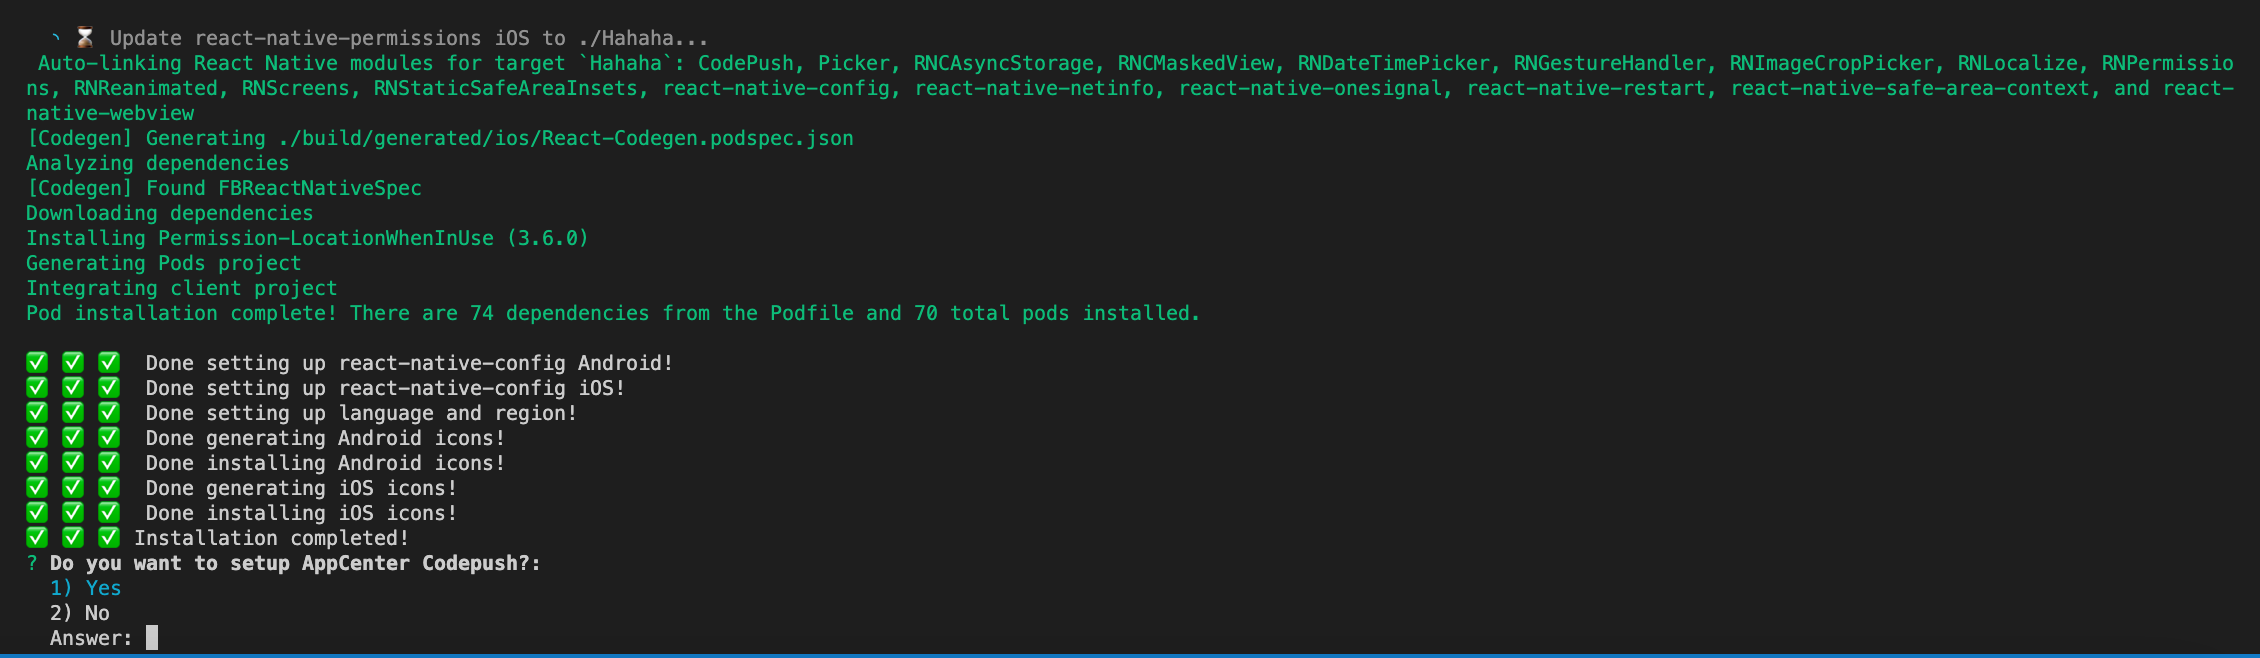 ⏳ Update react-native-permissions iOS to ./Hahaha...
Auto-linking React Native modules for target `Hahaha`: CodePush, Picker, RNCAsyncStorage, RNCMaskedView, RNDateTimePicker, RNGestureHandler, RNImageCropPicker, RNLocalize, RNPermissio
ns, RNReanimated, RNScreens, RNStaticSafeAreaInsets, react-native-config, react-native-netinfo, react-native-onesignal, react-native-restart, react-native-safe-area-context, and react-
native-webview
[Codegen] Generating ./build/generated/ios/React-Codegen.podspec.json
Analyzing dependencies
[Codegen] Found FBReactNativeSpec
Downloading dependencies
Installing Permission-LocationWhenInUse (3.6.0)
Generating Pods project
Integrating client project
Pod installation complete! There are 74 dependencies from the Podfile and 70 total pods installed.
✅ ✅ ✅ Done setting up react-native-config Android!
✅ ✅ ✅ Done setting up react-native-config iOS!
✅ ✅ ✅ Done setting up language and region!
✅ ✅ ✅ Done generating Android icons!
✅ ✅ ✅ Done installing Android icons!
✅ ✅ ✅ Done generating iOS icons!
✅ ✅ ✅ Done installing iOS icons!
✅ ✅ ✅ Installation completed!
? Do you want to setup AppCenter Codepush?:
1) Yes
2) No
Answer: